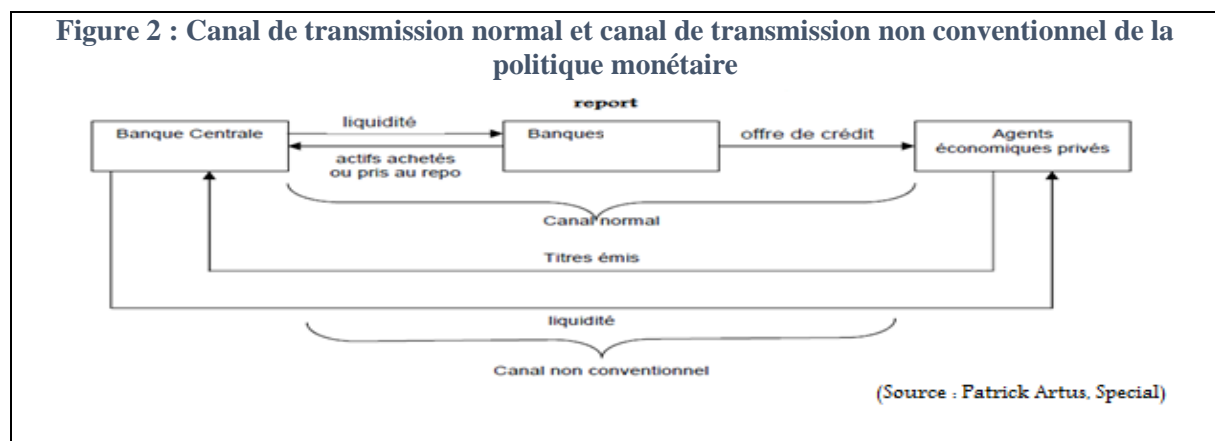 Figure 2 : Canal de transmission normal et canal de transmission non conventionnel de la
politique monétaire
report
Banque Centrale
liquidité
Banques
offre de crédit
Agents
économiques privés
actifs achetés
ou pris au repo
Canal normal
Titres émis
liquidité
Canal non conventionnel
(Source : Patrick Artus, Special)